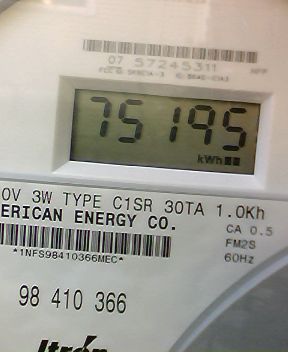 07 57245311
75195
kWh
0V 3W TYPE C1SR 30TA 1.0Kh
ERICAN ENERGY CO.
CA 0.5
FM2S
*1NFS98410366MEC*
60Hz
98 410 366
Itrón